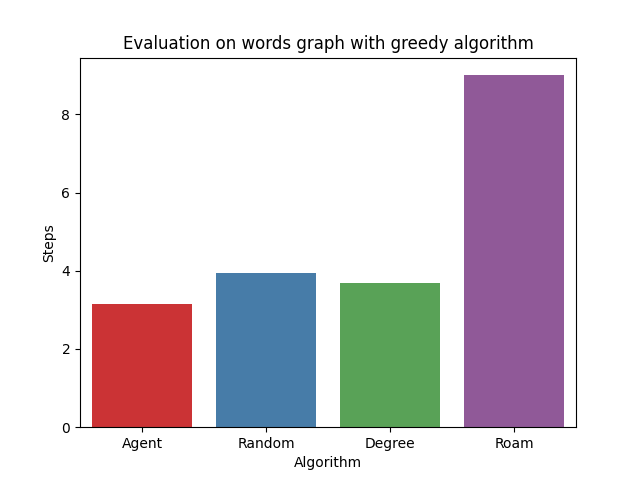 Evaluation on words graph with greedy algorithm
8
6
4
2
0
Steps
Agent Random Degree Roam
Algorithm